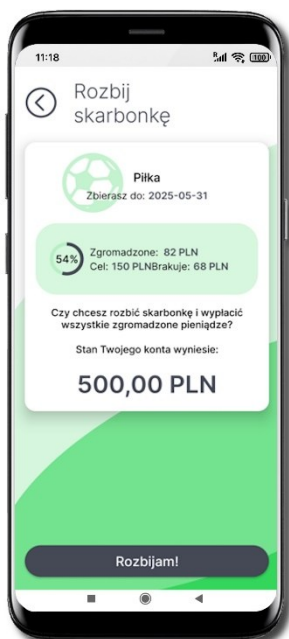 11:18
100
Rozbij
skarbonkę
Piłka
Zbierasz do: 2025-05-31
54%
Zgromadzone: 82 PLN
Cel: 150 PLNBrakuje: 68 PLN
Czy chcesz rozbić skarbonkę i wypłacić
wszystkie zgromadzone pieniądze?
Stan Twojego konta wyniesie:
500,00 PLN
Rozbijam!